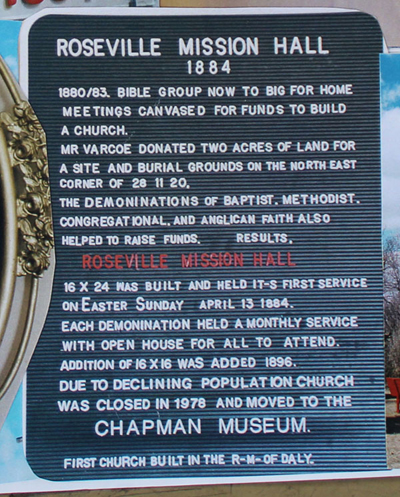 ROSEVILLE MISSION HALL
1884
1880/83. BIBLE GROUP NOW TO BIG FOR HOME
MEETINGS CANVASED FOR FUNDS TO BUILD
A CHURCH.
MR VARCOE DONATED TWO ACRES OF LAND FOR
A SITE AND BURIAL GROUNDS ON THE NORTH EAST
CORNER OF 28 11 20.
THE DEMONINATIONS OF BAPTIST. METHODIST.
CONGREGATIONAL. AND ANGLICAN FAITH ALSO
HELPED TO RAISE FUNDS. RESULTS.
ROSEVILLE MISSION HALL
16 X 24 WAS BUILT AND HELD IT-S FIRST SERVICE
ON EASTER SUNDAY APRIL 13 1884.
EACH DEMONINATION HELD A MONTHLY SERVICE
WITH OPEN HOUSE FOR ALL TO ATTEND.
ADDITION OF 16 X 16 WAS ADDED 1896.
DUE TO DECLINING POPULATION CHURCH
WAS CLOSED IN 1978 AND MOVED TO THE
CHAPMAN MUSEUM.
FIRST CHURCH BUILT IN THE R-M-OF DALY.